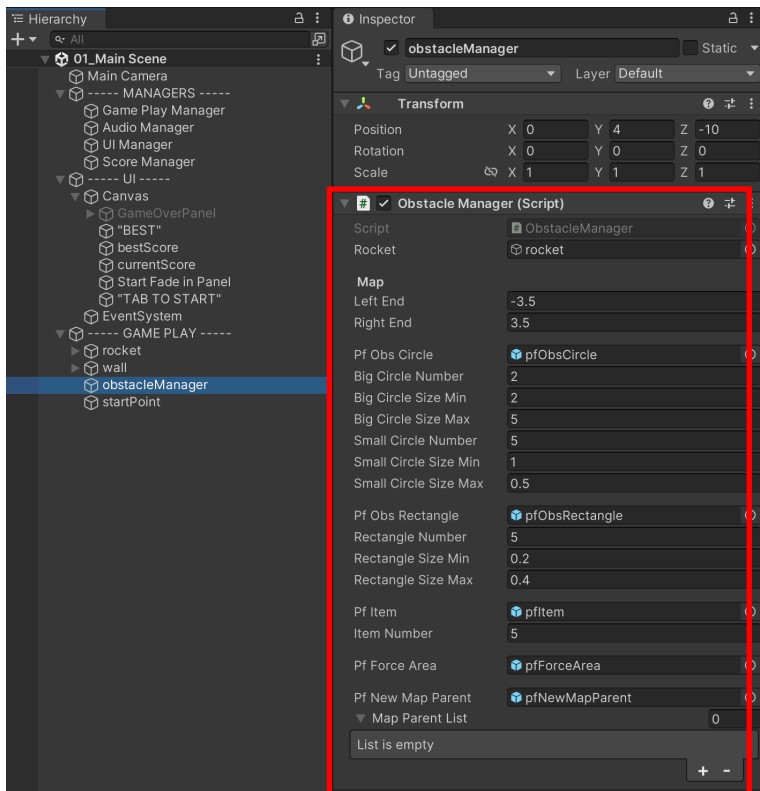 Hierarchy
All
01_Main Scene
Main Camera
----- MANAGERS-----
Game Play Manager
Audio Manager
UI Manager
Score Manager
----- UI -----
Canvas
GameOverPanel
"BEST"
bestScore
currentScore
Start Fade in Panel
"TAB TO START"
EventSystem
----- GAME PLAY -----
rocket
wall
obstacleManager
startPoint
Inspector
obstacleManager Static
Tag Untagged Layer Default
Transform
Position X 0 Y 4 Z -10
Rotation X 0 Y 0 Z 0
Scale X 1 Y 1 Z 1
# Obstacle Manager (Script)
Script # ObstacleManager
Rocket rocket
Map
Left End -3.5
Right End 3.5
Pf Obs Circle pfObsCircle
Big Circle Number 2
Big Circle Size Min 2
Big Circle Size Max 5
Small Circle Number 5
Small Circle Size Min 1
Small Circle Size Max 0.5
Pf Obs Rectangle pfObsRectangle
Rectangle Number 5
Rectangle Size Min 0.2
Rectangle Size Max 0.4
Pf Item pfItem
Item Number 5
Pf Force Area pfForceArea
Pf New Map Parent pfNewMapParent
Map Parent List 0
List is empty
+ -